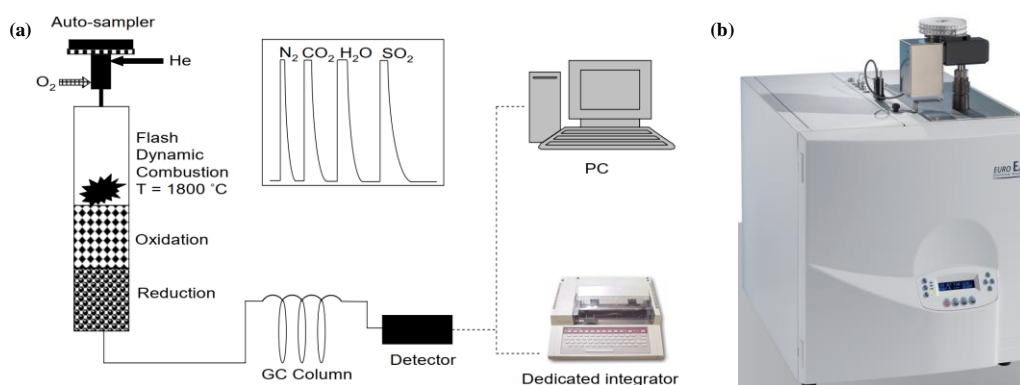 (a)
Auto-sampler
He
O₂
Flash
Dynamic
Combustion
T = 1800 °C
Oxidation
Reduction
N₂ CO₂ H₂O SO₂
GC Column
Detector
PC
Dedicated integrator
(b)
EURO